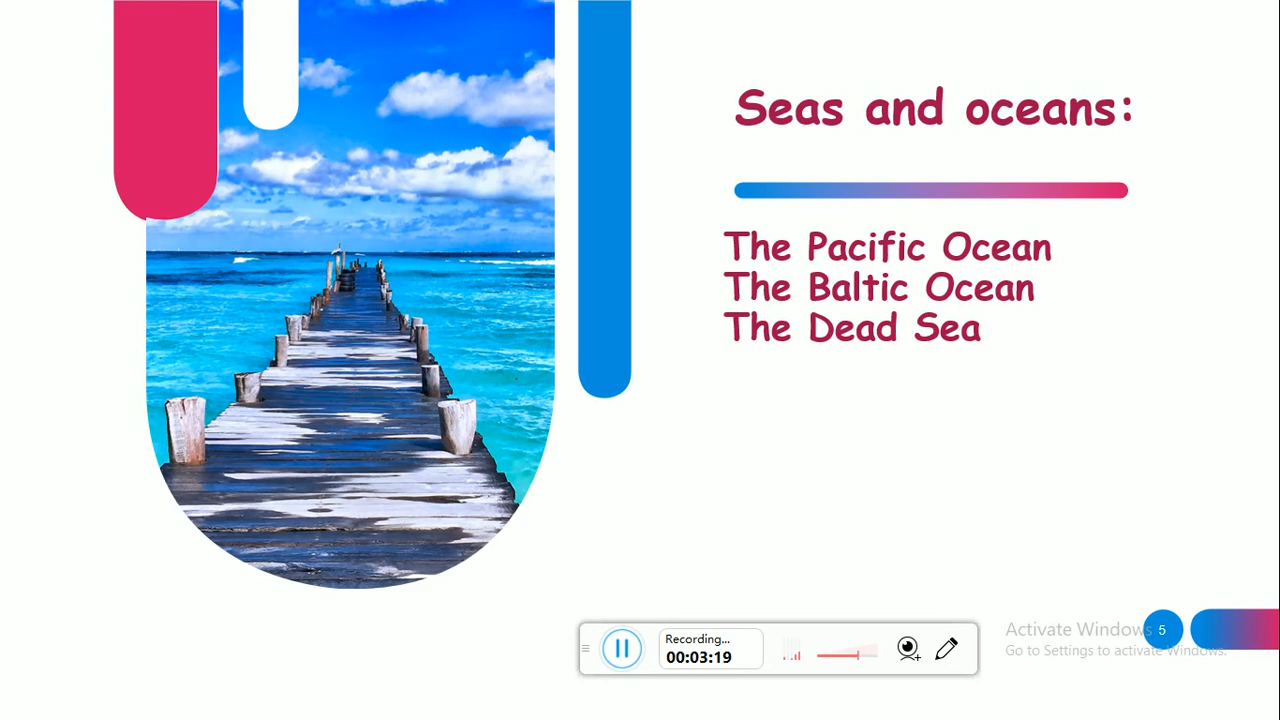 Seas and oceans:
The Pacific Ocean
The Baltic Ocean
The Dead Sea
Recording...
00:03:19
Activate Windows
5
Go to Settings to activate Windows.